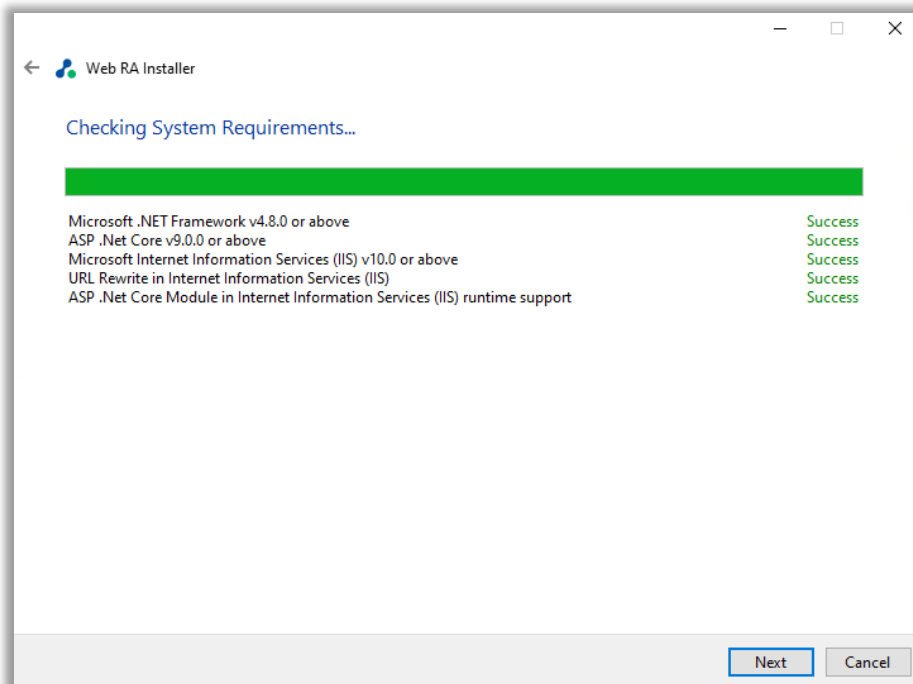 Web RA Installer
Checking System Requirements...
Microsoft .NET Framework v4.8.0 or above Success
ASP .Net Core v9.0.0 or above Success
Microsoft Internet Information Services (IIS) v10.0 or above Success
URL Rewrite in Internet Information Services (IIS) Success
ASP .Net Core Module in Internet Information Services (IIS) runtime support Success
Next Cancel